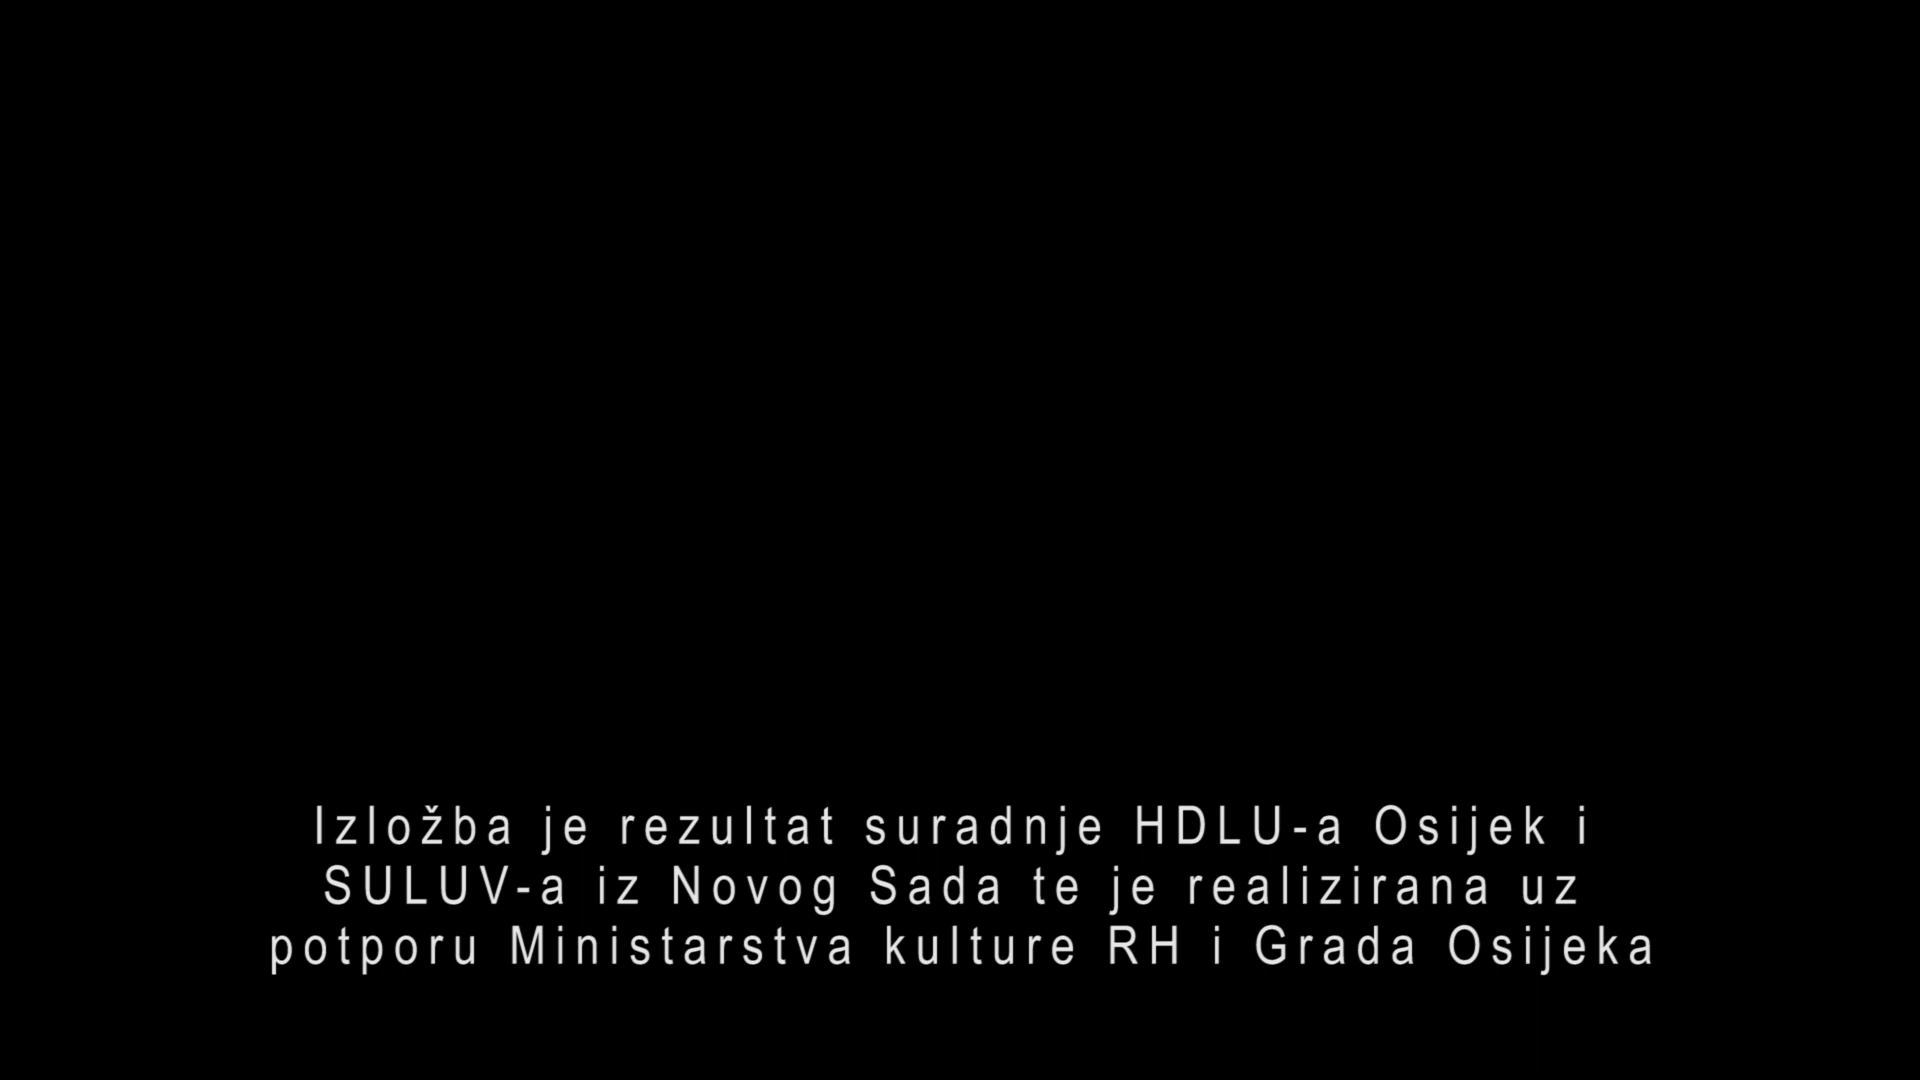 Izložba je rezultat suradnje HDLU-a Osijek i
SULUV-a iz Novog Sada te je realizirana uz
potporu Ministarstva kulture RH i Grada Osijeka